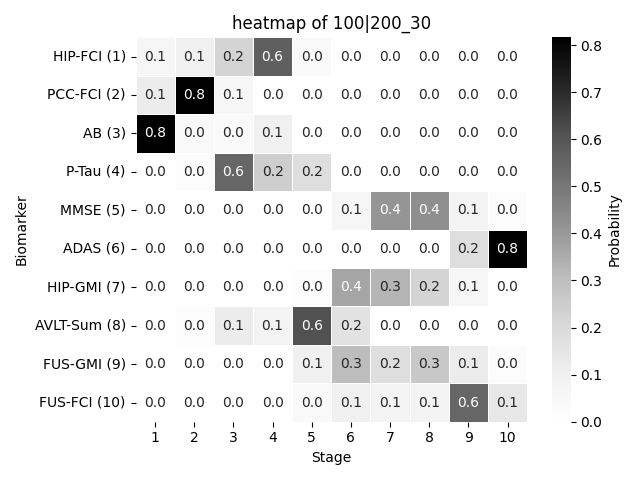 heatmap of 100|200_30
HIP-FCI (1) 0.1 0.1 0.2 0.6 0.0 0.0 0.0 0.0 0.0 0.0
PCC-FCI (2) 0.1 0.8 0.1 0.0 0.0 0.0 0.0 0.0 0.0 0.0
AB (3) 0.8 0.0 0.0 0.1 0.0 0.0 0.0 0.0 0.0 0.0
P-Tau (4) 0.0 0.0 0.6 0.2 0.2 0.0 0.0 0.0 0.0 0.0
MMSE (5) 0.0 0.0 0.0 0.0 0.0 0.1 0.4 0.4 0.1 0.0
ADAS (6) 0.0 0.0 0.0 0.0 0.0 0.0 0.0 0.0 0.2 0.8
HIP-GMI (7) 0.0 0.0 0.0 0.0 0.0 0.4 0.3 0.2 0.1 0.0
AVLT-Sum (8) 0.0 0.0 0.1 0.1 0.6 0.2 0.0 0.0 0.0 0.0
FUS-GMI (9) 0.0 0.0 0.0 0.0 0.1 0.3 0.2 0.3 0.1 0.0
FUS-FCI (10) 0.0 0.0 0.0 0.0 0.0 0.1 0.1 0.1 0.6 0.1
1 2 3 4 5 6 7 8 9 10
Stage
Biomarker
0.8
0.7
0.6
0.5
0.4
0.3
0.2
0.1
0.0
Probability